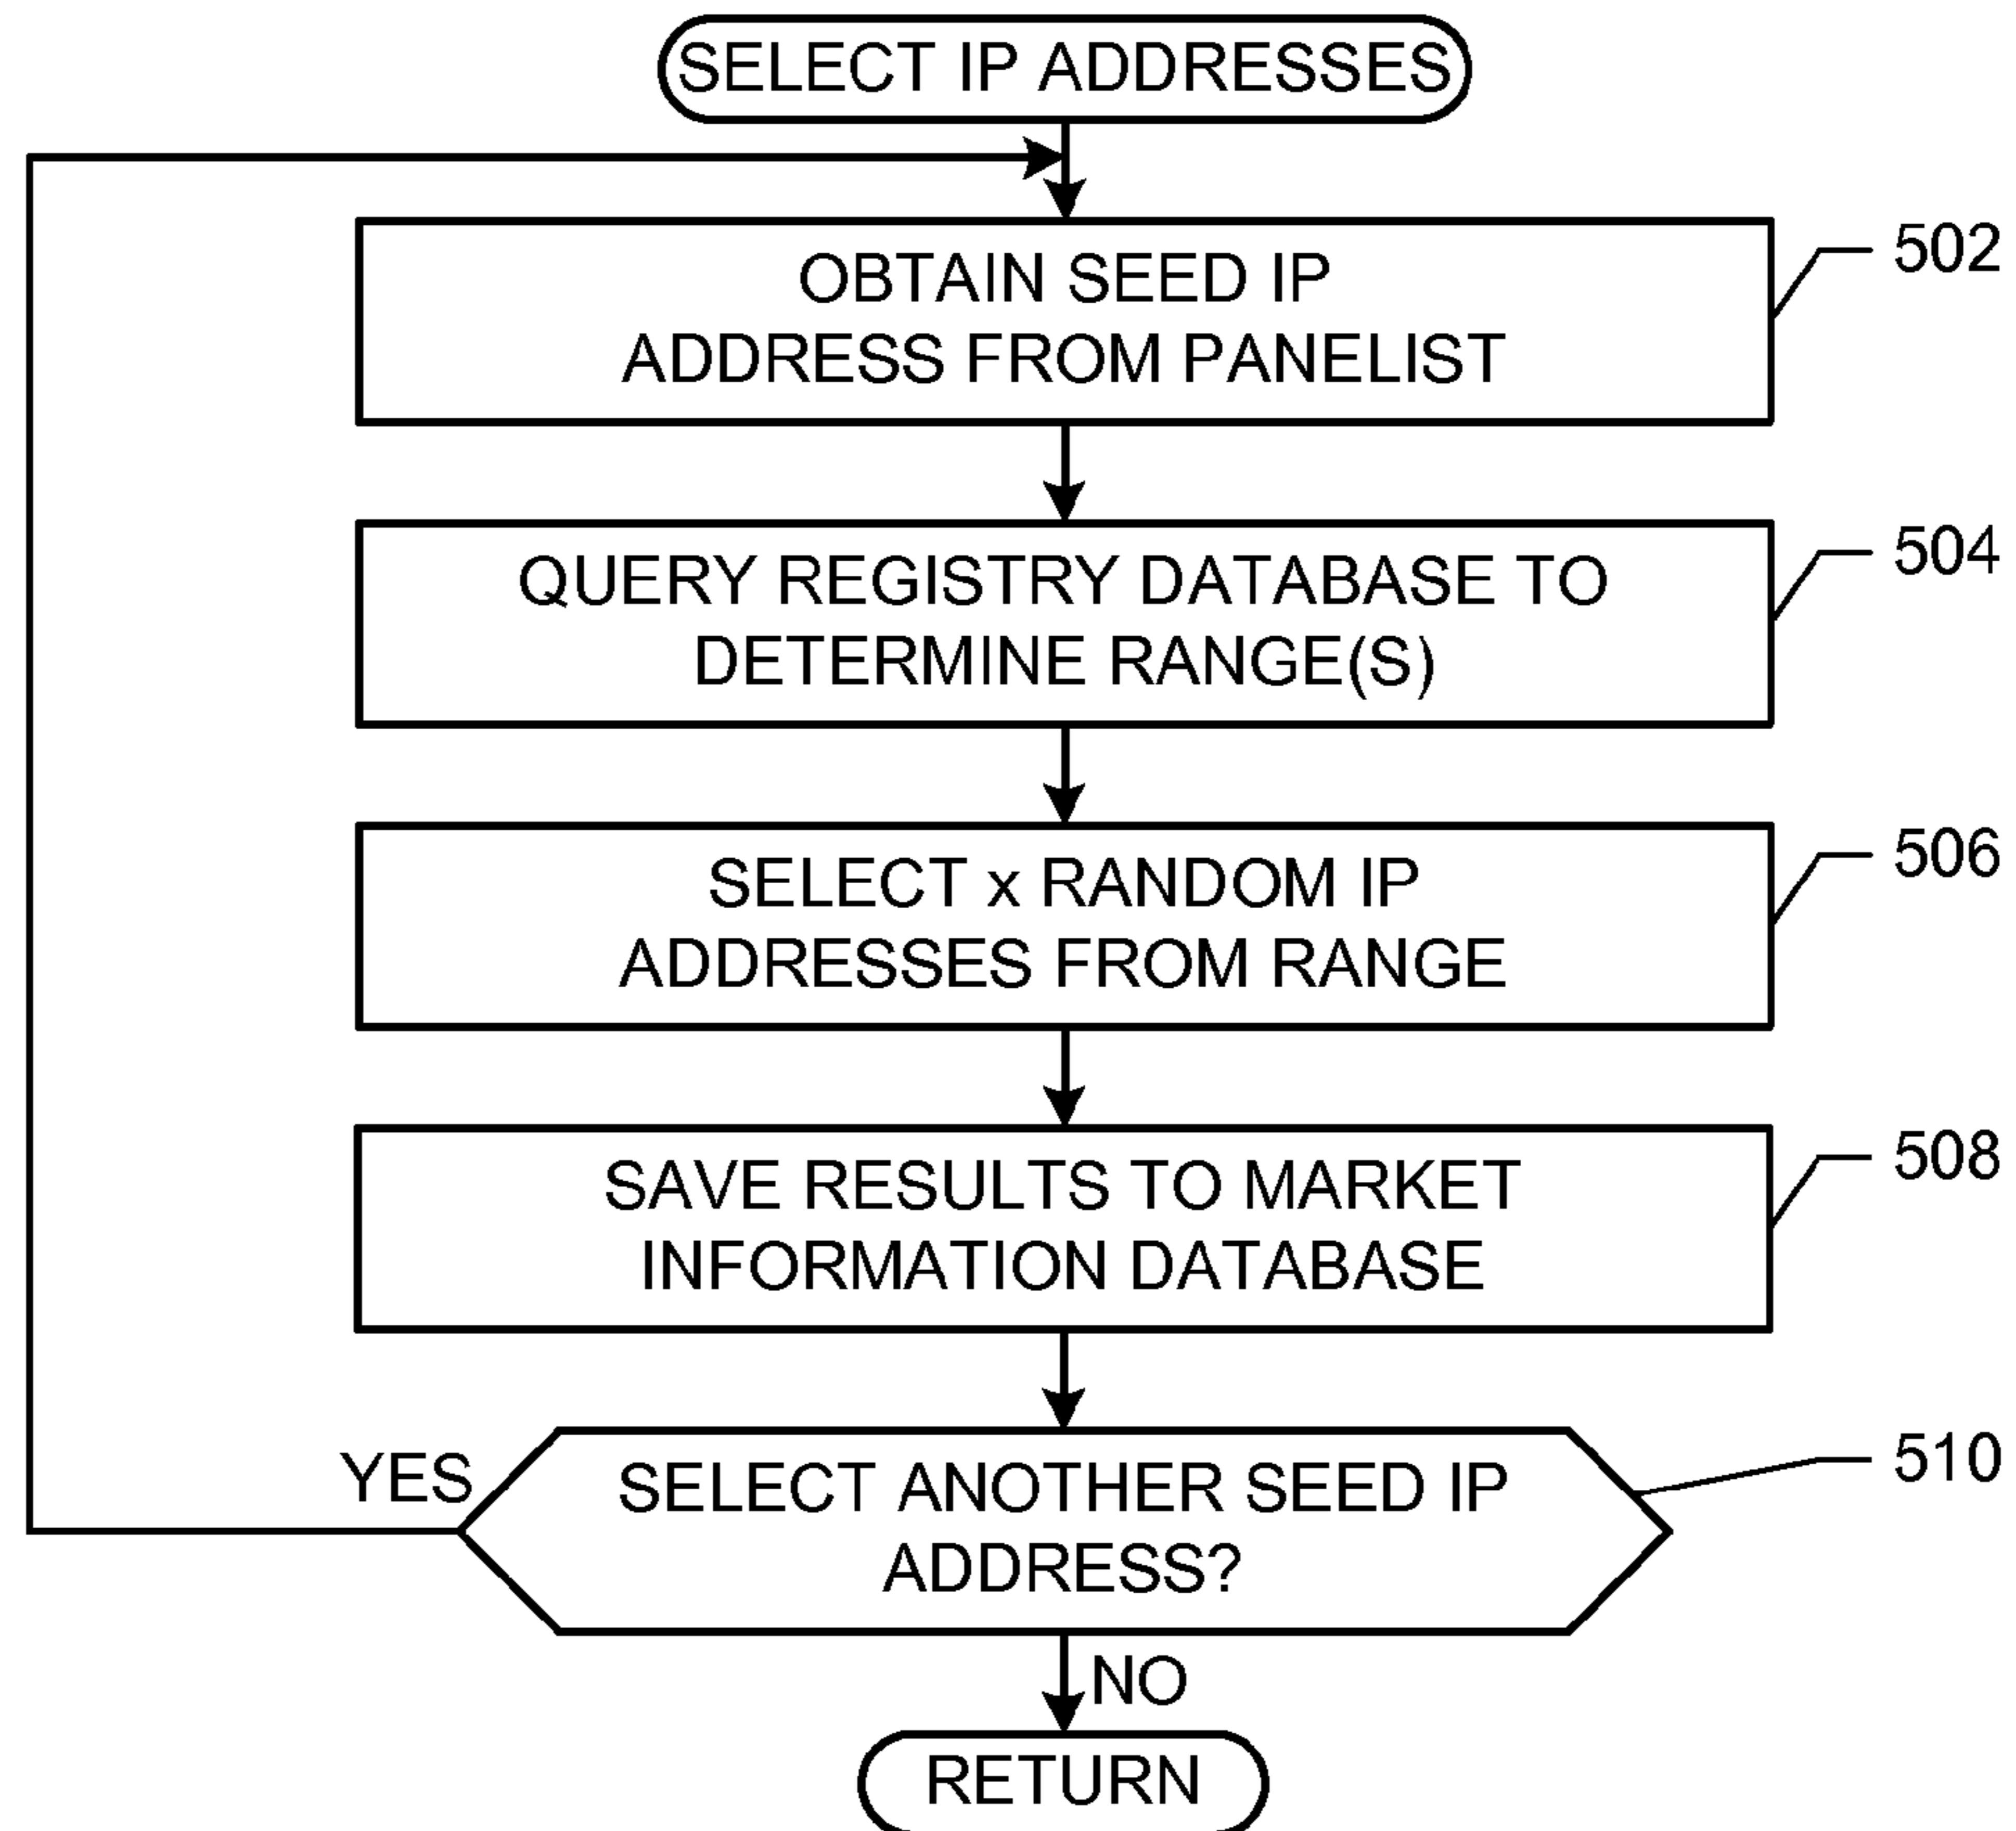 SELECT IP ADDRESSES
OBTAIN SEED IP
ADDRESS FROM PANELIST
502
QUERY REGISTRY DATABASE TO
DETERMINE RANGE(S)
504
SELECT x RANDOM IP
ADDRESSES FROM RANGE
506
SAVE RESULTS TO MARKET
INFORMATION DATABASE
508
YES
SELECT ANOTHER SEED IP
ADDRESS?
510
NO
RETURN